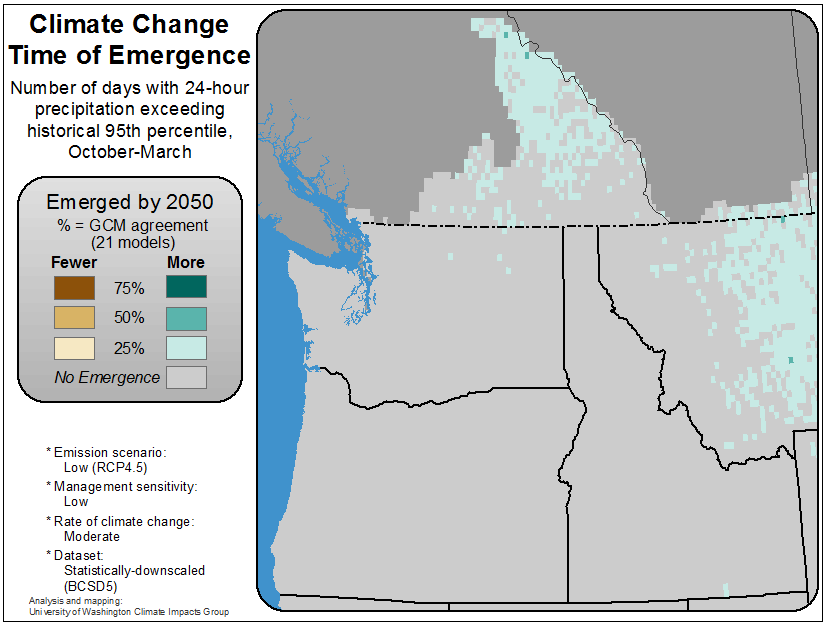 Climate Change
Time of Emergence
Number of days with 24-hour
precipitation exceeding
historical 95th percentile,
October-March
Emerged by 2050
% = GCM agreement
(21 models)
Fewer More
75%
50%
25%
No Emergence
* Emission scenario:
Low (RCP4.5)
* Management sensitivity:
Low
* Rate of climate change:
Moderate
* Dataset:
Statistically-downscaled
(BCSD5)
Analysis and mapping:
University of Washington Climate Impacts Group